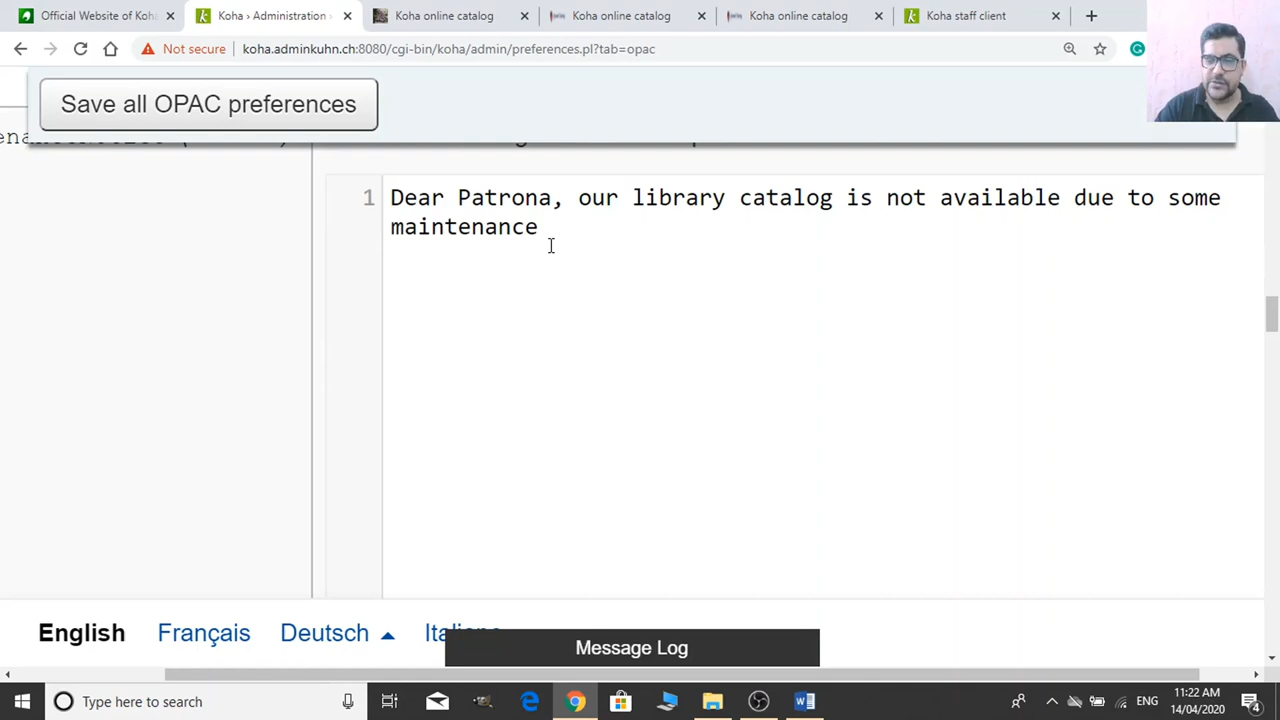 Official Website of Koha
Koha › Administration
Koha online catalog
Koha online catalog
Koha online catalog
Koha staff client
Not secure
koha.adminkuhn.ch:8080/cgi-bin/koha/admin/preferences.pl?tab=opac
Save all OPAC preferences
1
Dear Patrona, our library catalog is not available due to some
maintenance
English
Français
Deutsch
Message Log
Type here to search
ENG
11:22 AM
14/04/2020
4